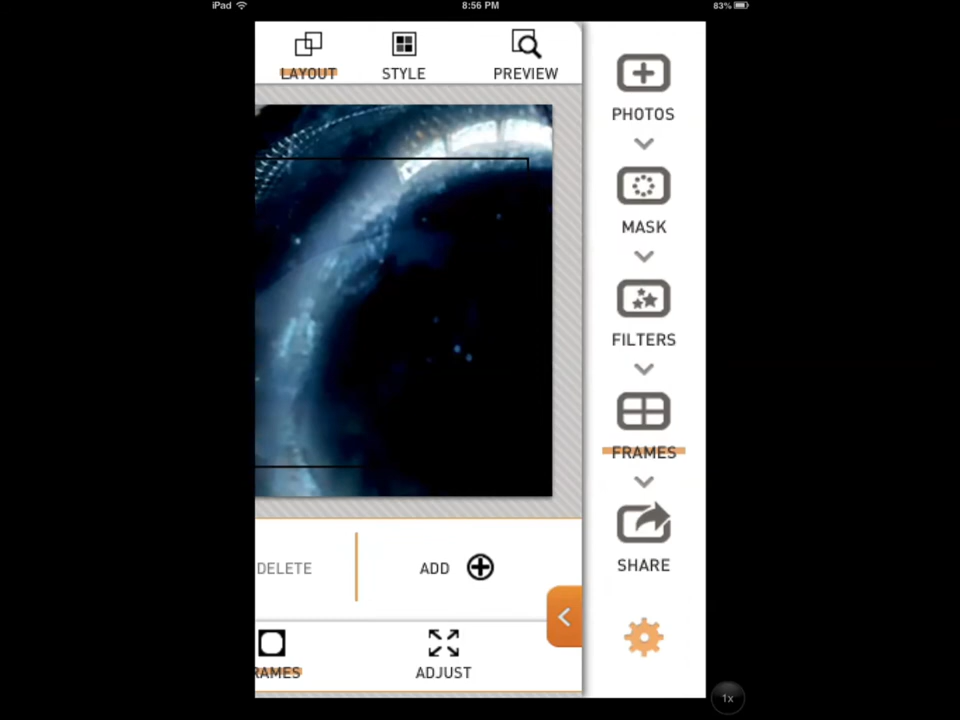 iPad 8:56 PM 83%
LAYOUT STYLE PREVIEW
PHOTOS
MASK
FILTERS
FRAMES
SHARE
DELETE ADD
RAMES ADJUST
1x